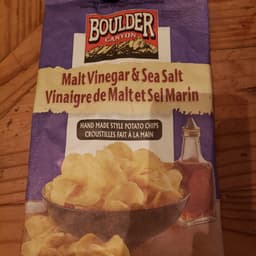 BOULDER
CANYON
Malt Vinegar & Sea Salt
Vinaigre de Malt et Sel Marin
HAND MADE STYLE POTATO CHIPS
CROUSTILLES FAIT À LA MAIN